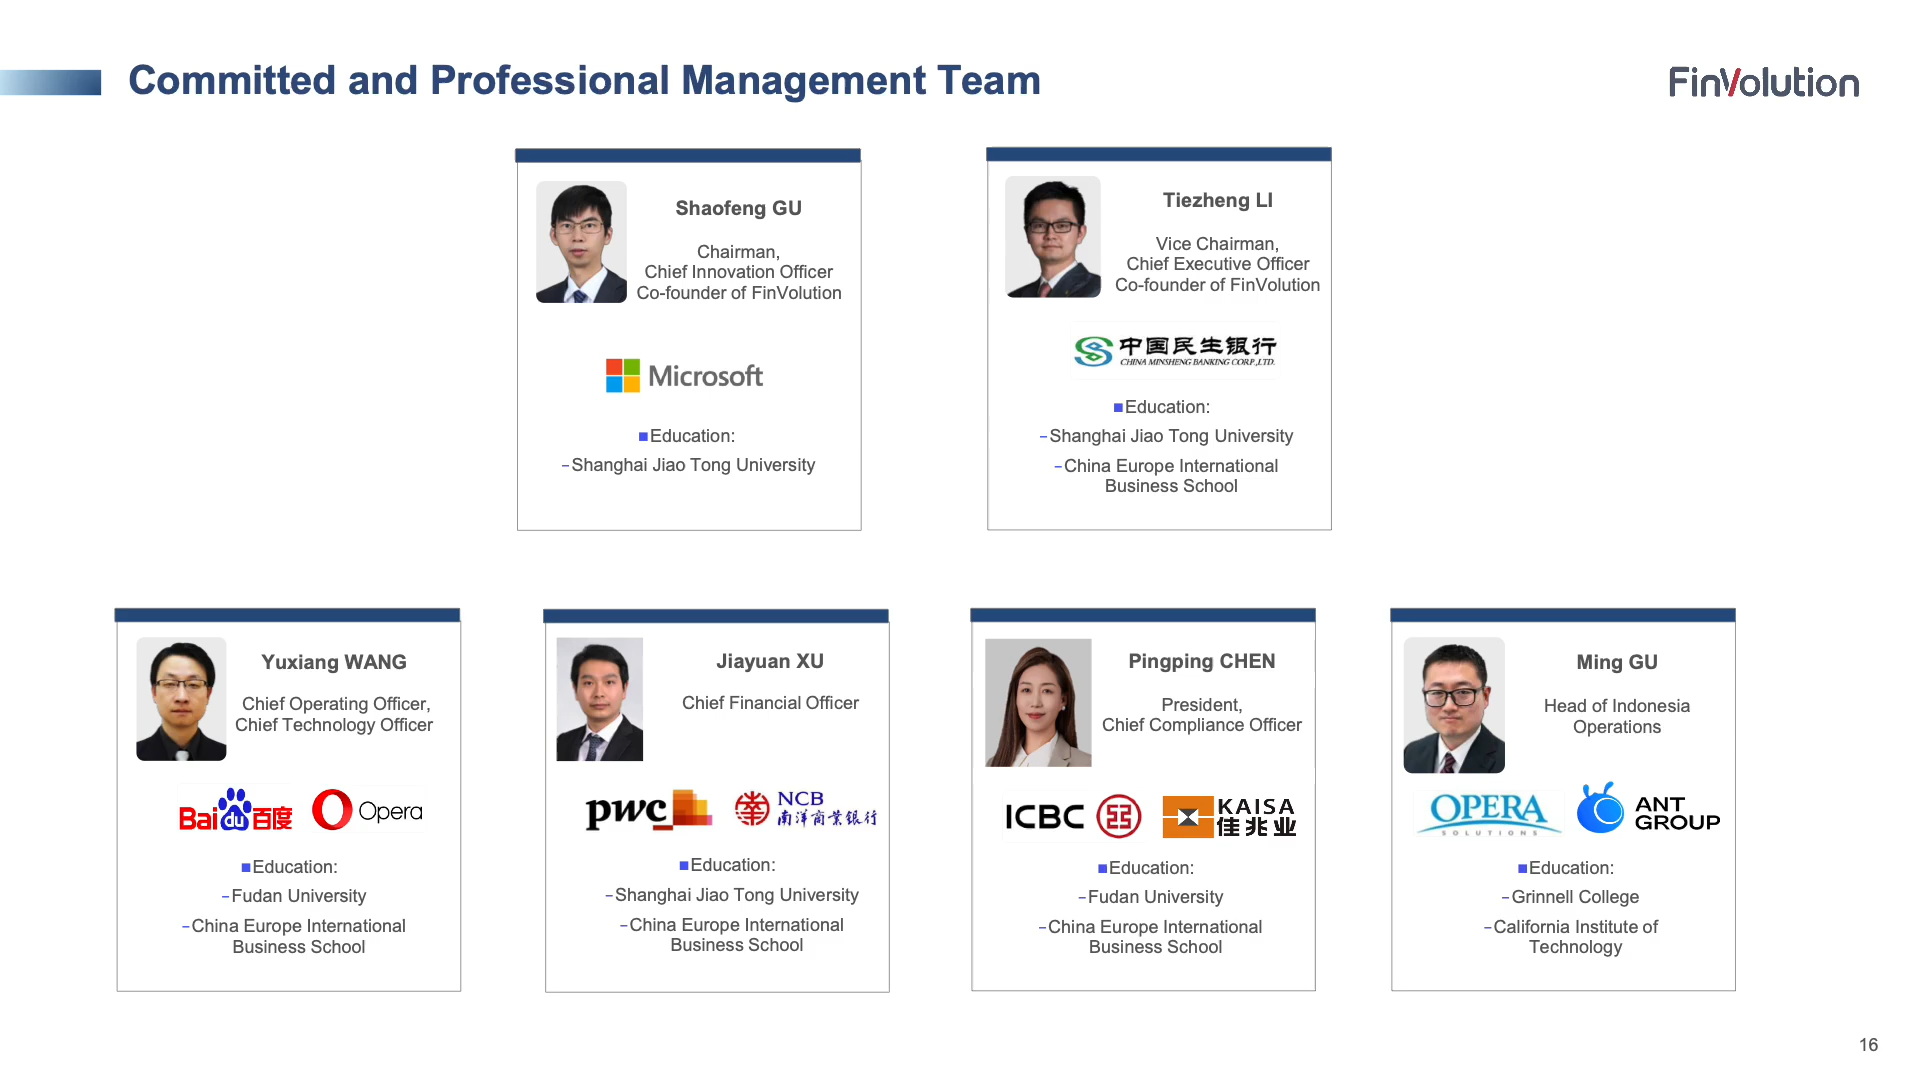 Committed and Professional Management Team
FinVolution
Shaofeng GU
Chairman,
Chief Innovation Officer
Co-founder of FinVolution
Microsoft
■Education:
–Shanghai Jiao Tong University
Tiezheng LI
Vice Chairman,
Chief Executive Officer
Co-founder of FinVolution
中国民生银行
CHINA MINSHENG BANKING CORP.,LTD.
■Education:
–Shanghai Jiao Tong University
–China Europe International
Business School
Yuxiang WANG
Chief Operating Officer,
Chief Technology Officer
Bai du 百度
Opera
■Education:
–Fudan University
–China Europe International
Business School
Jiayuan XU
Chief Financial Officer
pwc
NCB
南洋商業銀行
■Education:
–Shanghai Jiao Tong University
–China Europe International
Business School
Pingping CHEN
President,
Chief Compliance Officer
ICBC
KAISA
佳兆业
■Education:
–Fudan University
–China Europe International
Business School
Ming GU
Head of Indonesia
Operations
OPERA
SOLUTIONS
ANT
GROUP
■Education:
–Grinnell College
–California Institute of
Technology
16